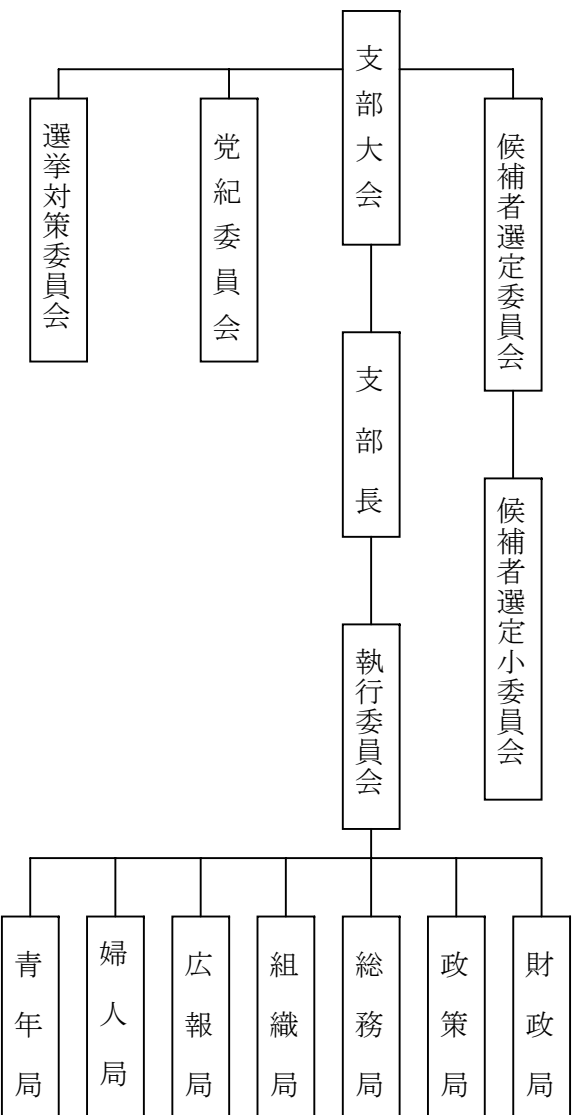 支部大会
候補者選定委員会
党紀委員会
選挙対策委員会
支部長
候補者選定小委員会
執行委員会
財政局
政策局
総務局
組織局
広報局
婦人局
青年局